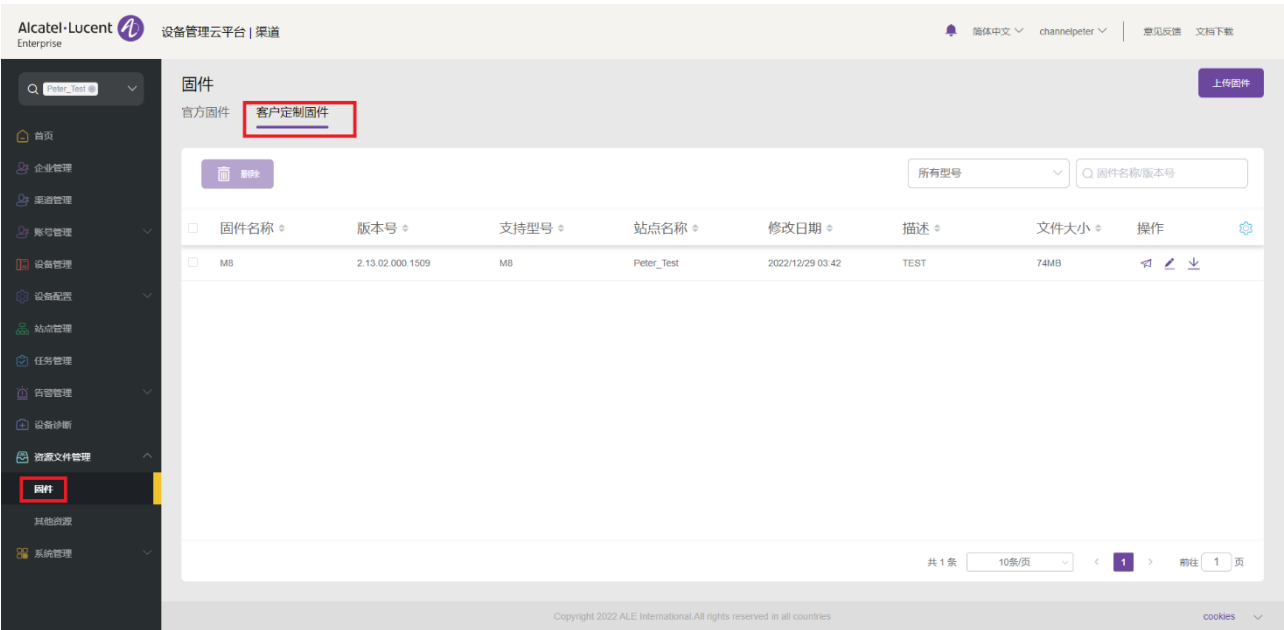 Alcatel·Lucent
Enterprise
设备管理云平台 | 渠道
简体中文
channelpeter
意见反馈
文档下载
Peter_Test
首页
企业管理
渠道管理
账号管理
设备管理
设备配置
站点管理
任务管理
告警管理
设备诊断
资源文件管理
固件
其他资源
系统管理
固件
上传固件
官方固件
客户定制固件
删除
所有型号
固件名称/版本号
固件名称 版本号 支持型号 站点名称 修改日期 描述 文件大小 操作
M8 2.13.02.000.1509 M8 Peter_Test 2022/12/29 03:42 TEST 74MB
共 1 条 10条/页 1 前往 1 页
Copyright 2022 ALE International.All rights reserved in all countries
cookies